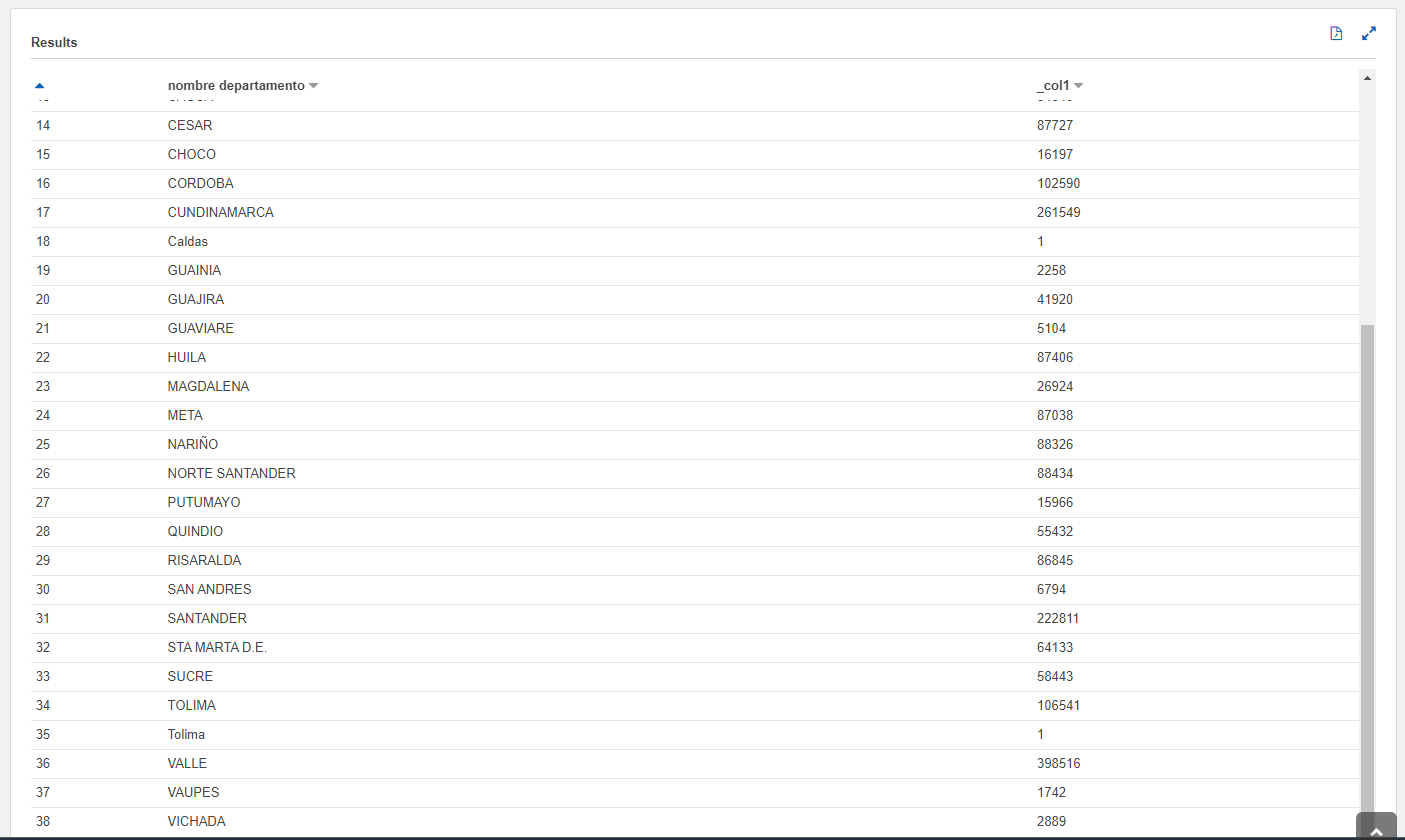 Results
nombre departamento _col1
14 CESAR 87727
15 CHOCO 16197
16 CORDOBA 102590
17 CUNDINAMARCA 261549
18 Caldas 1
19 GUAINIA 2258
20 GUAJIRA 41920
21 GUAVIARE 5104
22 HUILA 87406
23 MAGDALENA 26924
24 META 87038
25 NARIÑO 88326
26 NORTE SANTANDER 88434
27 PUTUMAYO 15966
28 QUINDIO 55432
29 RISARALDA 86845
30 SAN ANDRES 6794
31 SANTANDER 222811
32 STA MARTA D.E. 64133
33 SUCRE 58443
34 TOLIMA 106541
35 Tolima 1
36 VALLE 398516
37 VAUPES 1742
38 VICHADA 2889